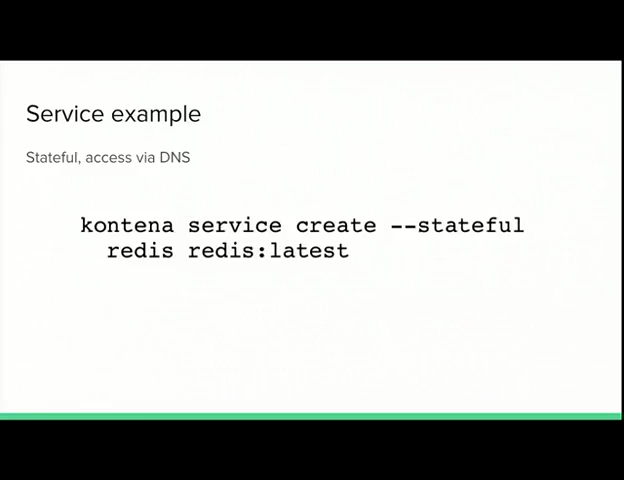 Service example
Stateful, access via DNS
kontena service create --stateful
redis redis:latest